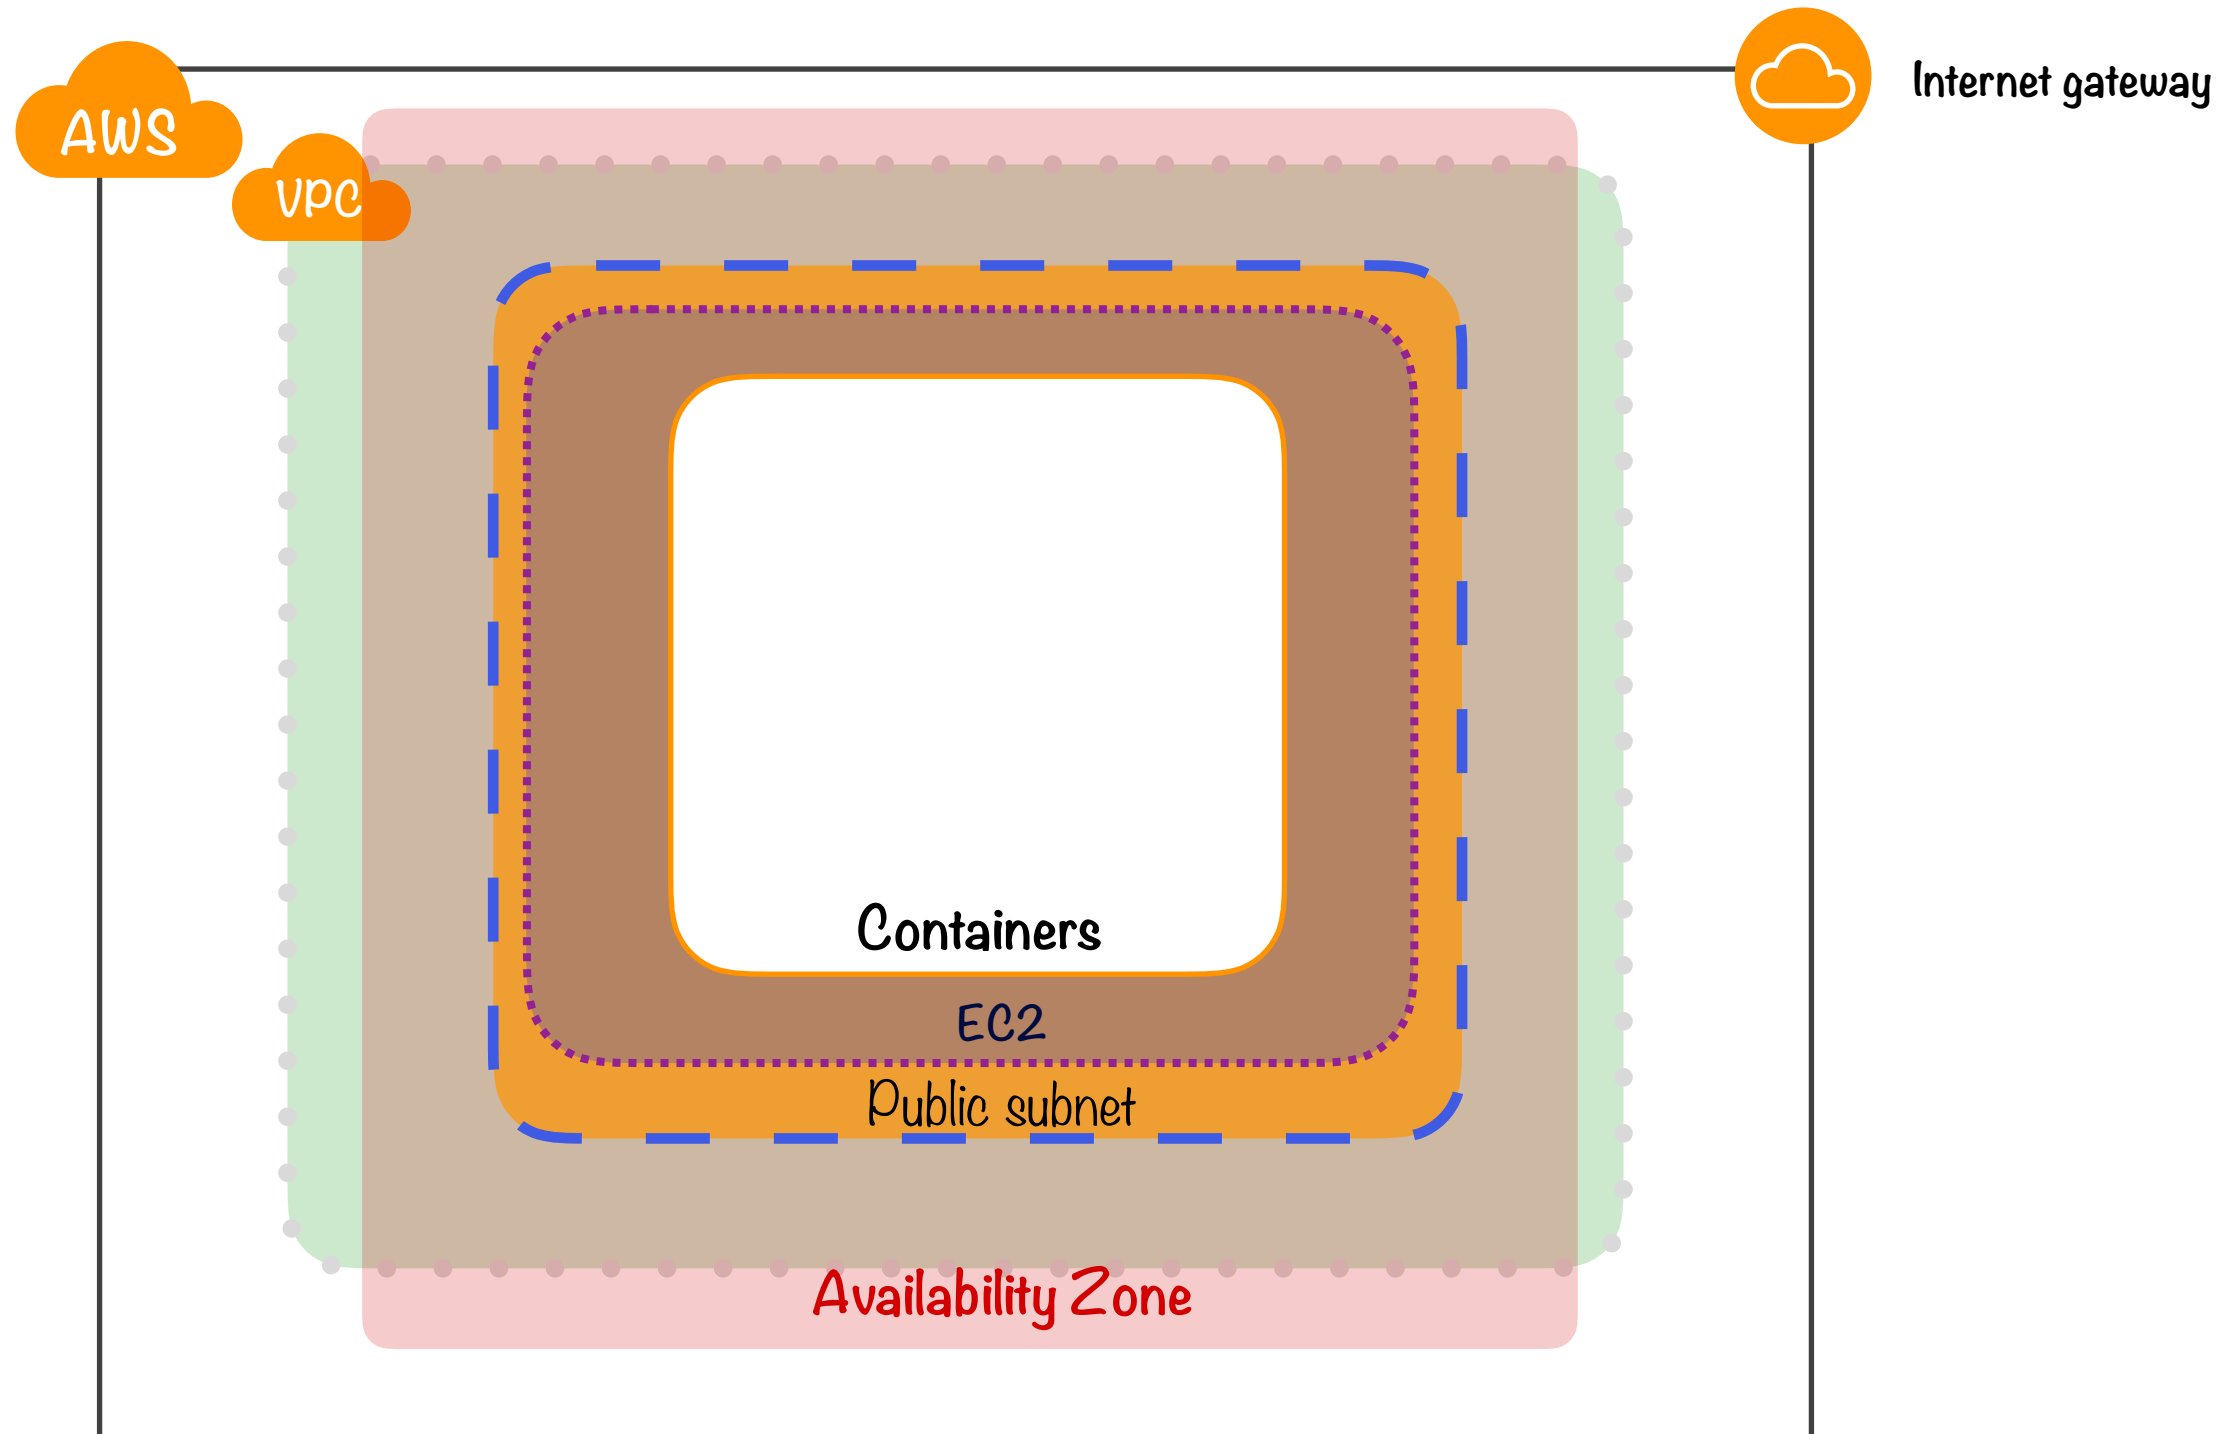 AWS
Internet gateway
VPC
Containers
EC2
Public subnet
Availability Zone